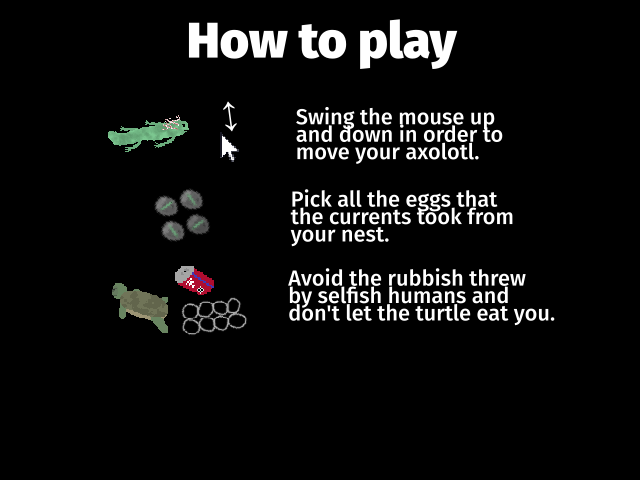 How to play
Swing the mouse up
and down in order to
move your axolotl.
Pick all the eggs that
the currents took from
your nest.
Avoid the rubbish threw
by selfish humans and
don't let the turtle eat you.